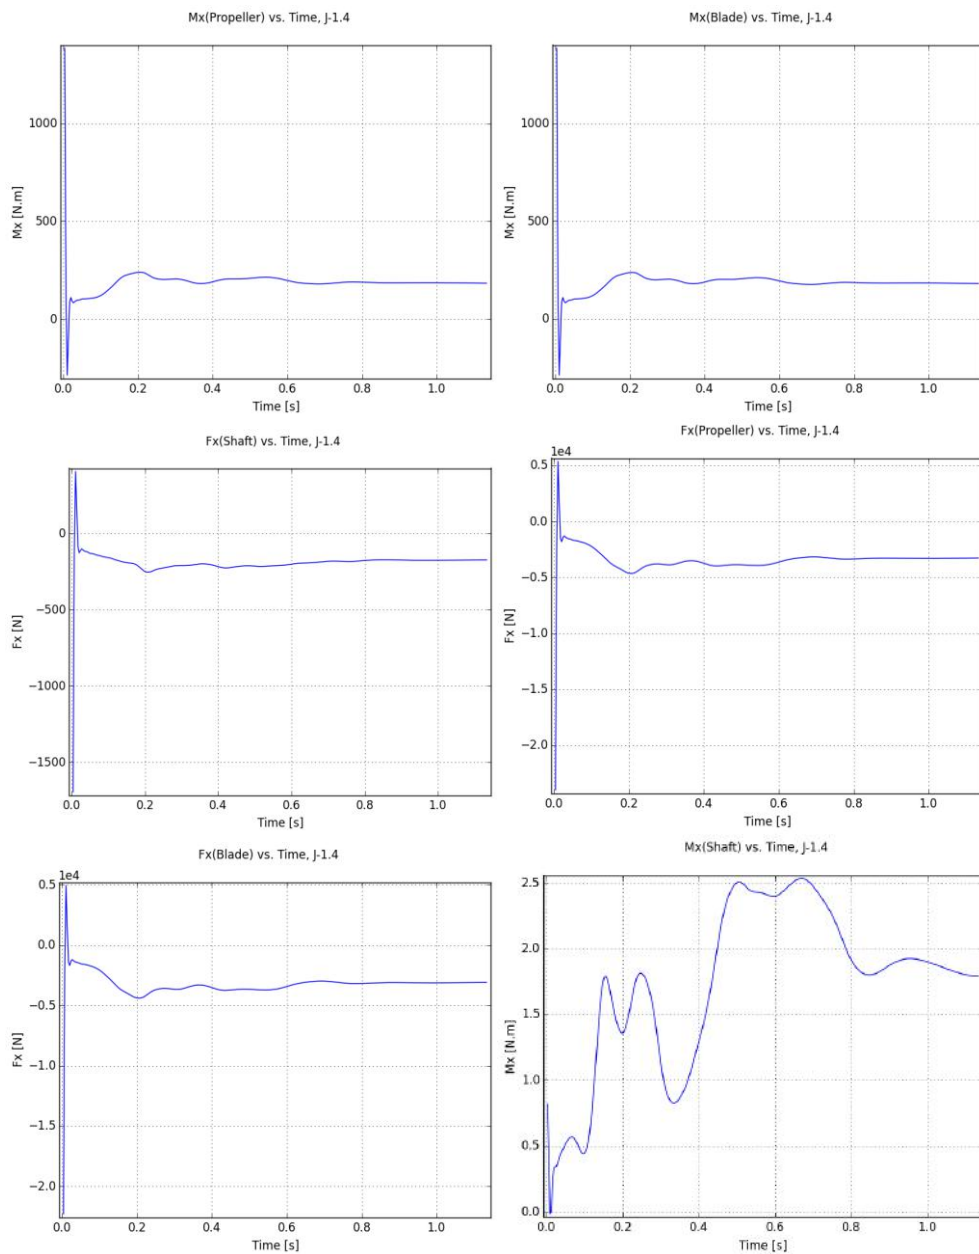 Mx(Propeller) vs. Time, J-1.4
1000
500
0
Mx [N.m]
0.0 0.2 0.4 0.6 0.8 1.0
Time [s]
Mx(Blade) vs. Time, J-1.4
1000
500
0
Mx [N.m]
0.0 0.2 0.4 0.6 0.8 1.0
Time [s]
Fx(Shaft) vs. Time, J-1.4
0
−500
−1000
−1500
Fx [N]
0.0 0.2 0.4 0.6 0.8 1.0
Time [s]
Fx(Propeller) vs. Time, J-1.4
1e4
0.5
0.0
−0.5
−1.0
−1.5
−2.0
Fx [N]
0.0 0.2 0.4 0.6 0.8 1.0
Time [s]
Fx(Blade) vs. Time, J-1.4
1e4
0.5
0.0
−0.5
−1.0
−1.5
−2.0
Fx [N]
0.0 0.2 0.4 0.6 0.8 1.0
Time [s]
Mx(Shaft) vs. Time, J-1.4
2.5
2.0
1.5
1.0
0.5
0.0
Mx [N.m]
0.0 0.2 0.4 0.6 0.8 1.0
Time [s]